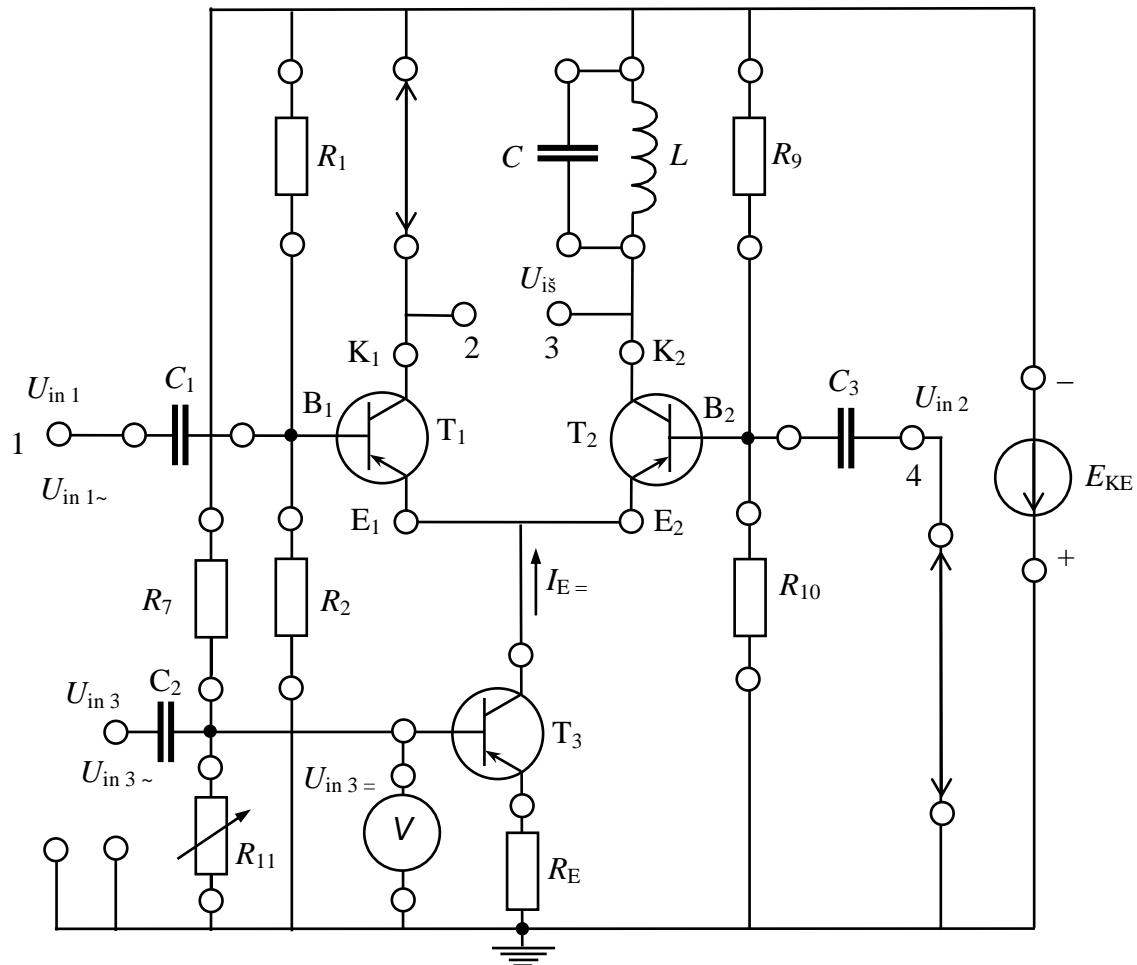 R1
C
L
R9
Uiš
K1
2
3
K2
Uin 1
C1
B1
T1
T2
B2
C3
Uin 2
–
1
4
EKE
Uin 1~
E1
E2
+
IE =
R7
R2
R10
Uin 3
C2
T3
Uin 3 ~
Uin 3 =
V
R11
RE